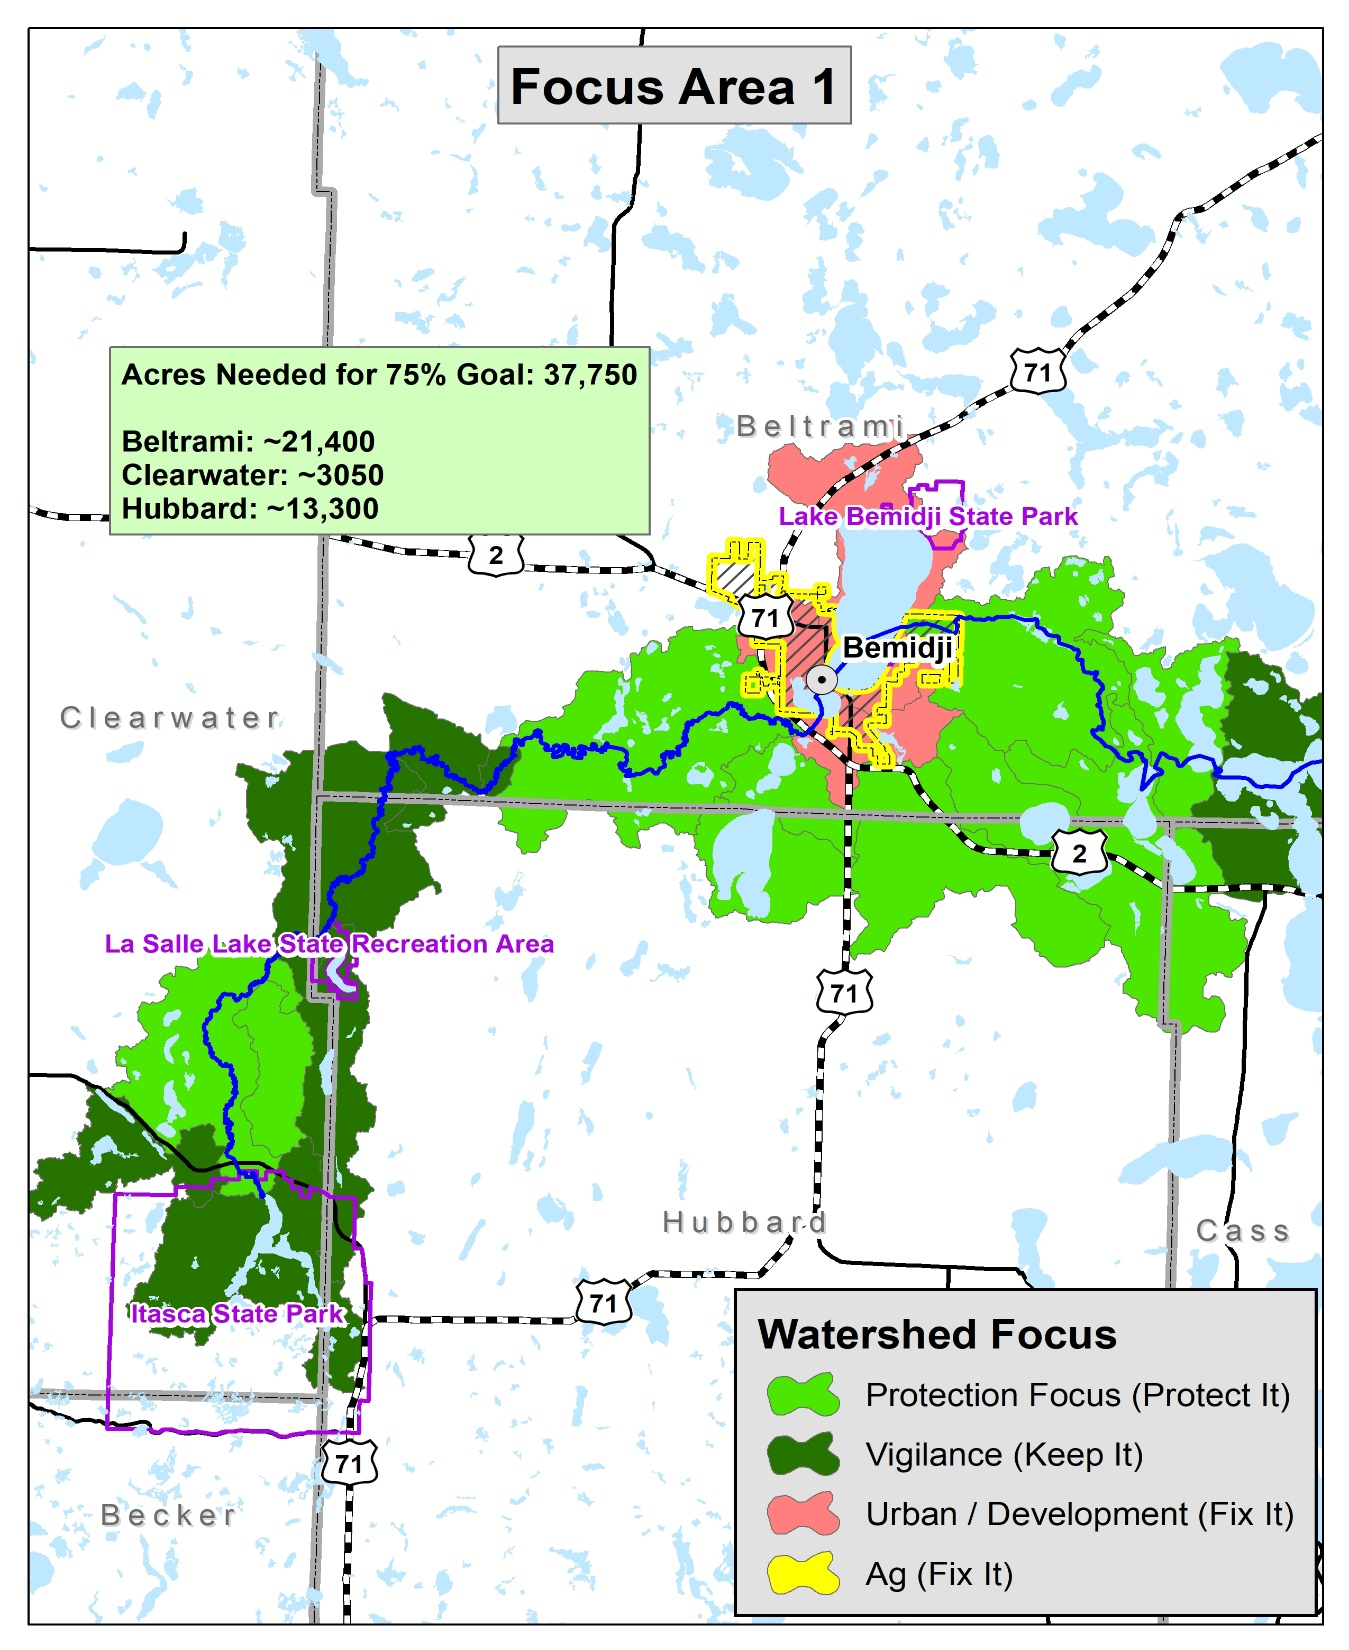 Focus Area 1
71
Acres Needed for 75% Goal: 37,750
Beltrami: ~21,400
Clearwater: ~3050
Hubbard: ~13,300
Beltrami
Lake Bemidji State Park
2
71
Bemidji
Clearwater
2
La Salle Lake State Recreation Area
71
Hubbard
Cass
71
Itasca State Park
71
Becker
Watershed Focus
Protection Focus (Protect It)
Vigilance (Keep It)
Urban / Development (Fix It)
Ag (Fix It)